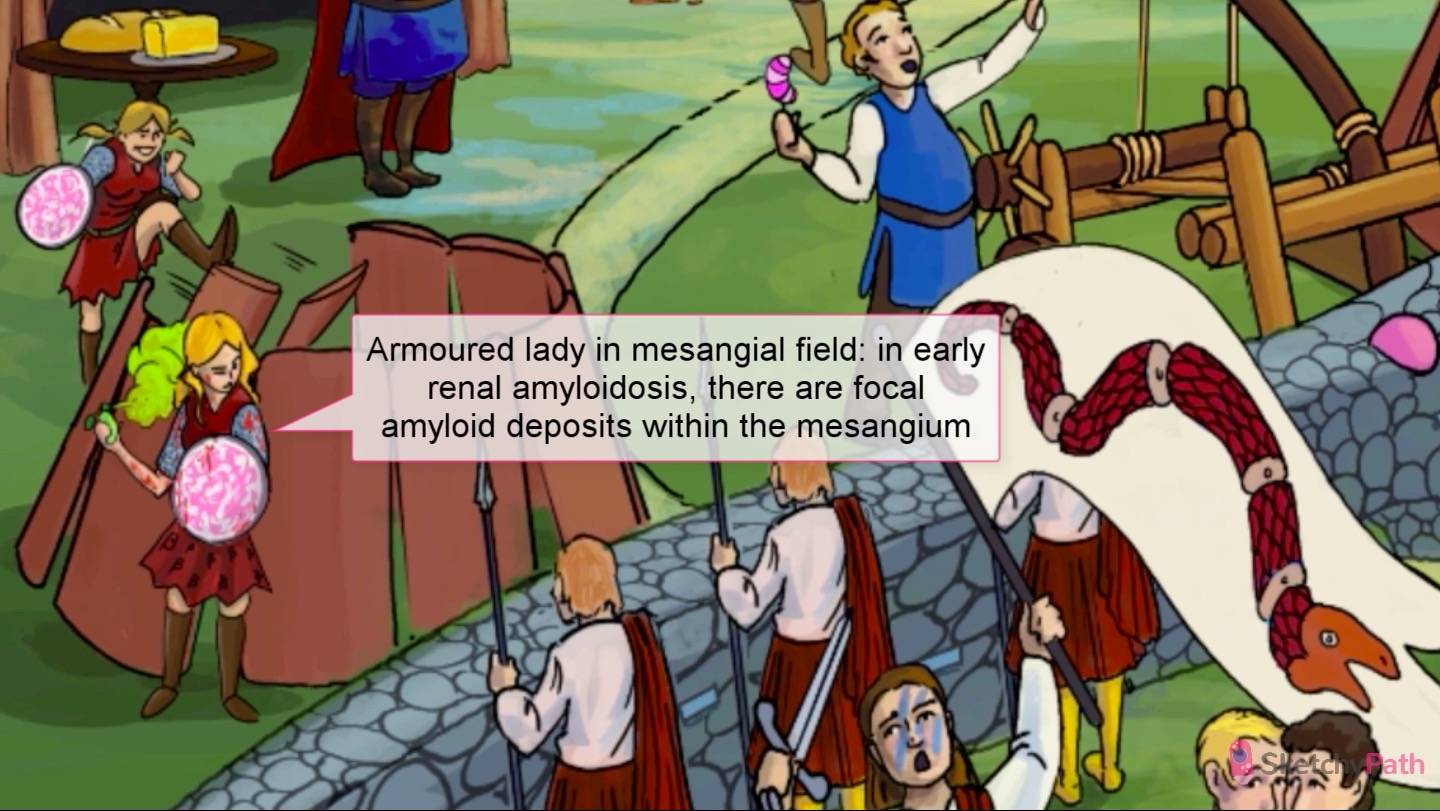 Armoured lady in mesangial field: in early
renal amyloidosis, there are focal
amyloid deposits within the mesangium
SketchyPath